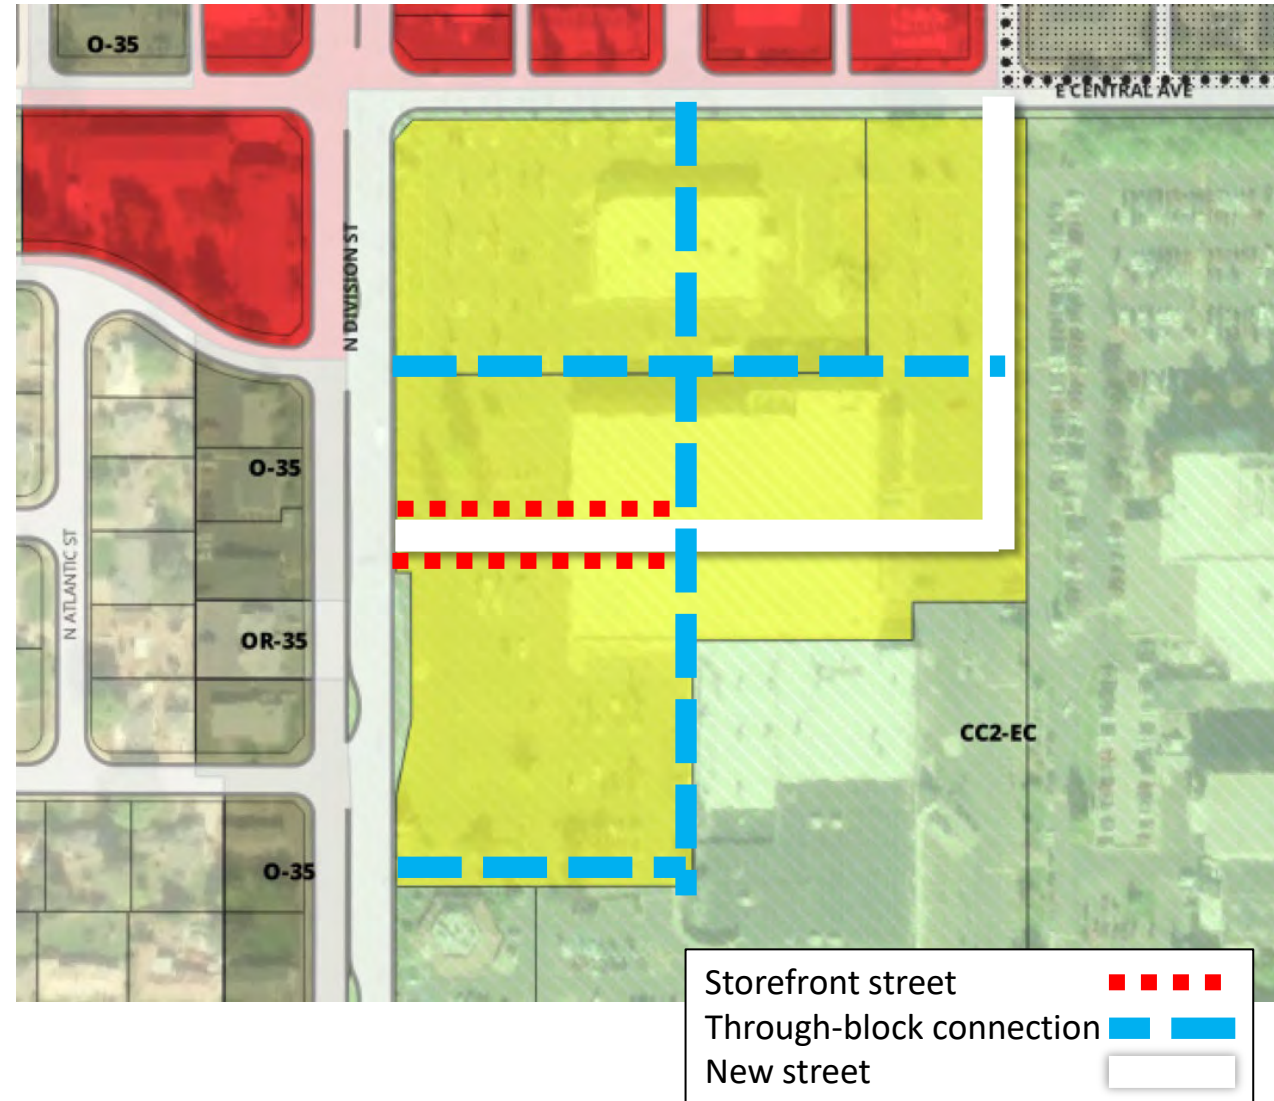 O-35
E CENTRAL AVE
N DIVISION ST
O-35
N ATLANTIC ST
OR-35
CC2-EC
O-35
Storefront street
Through-block connection
New street